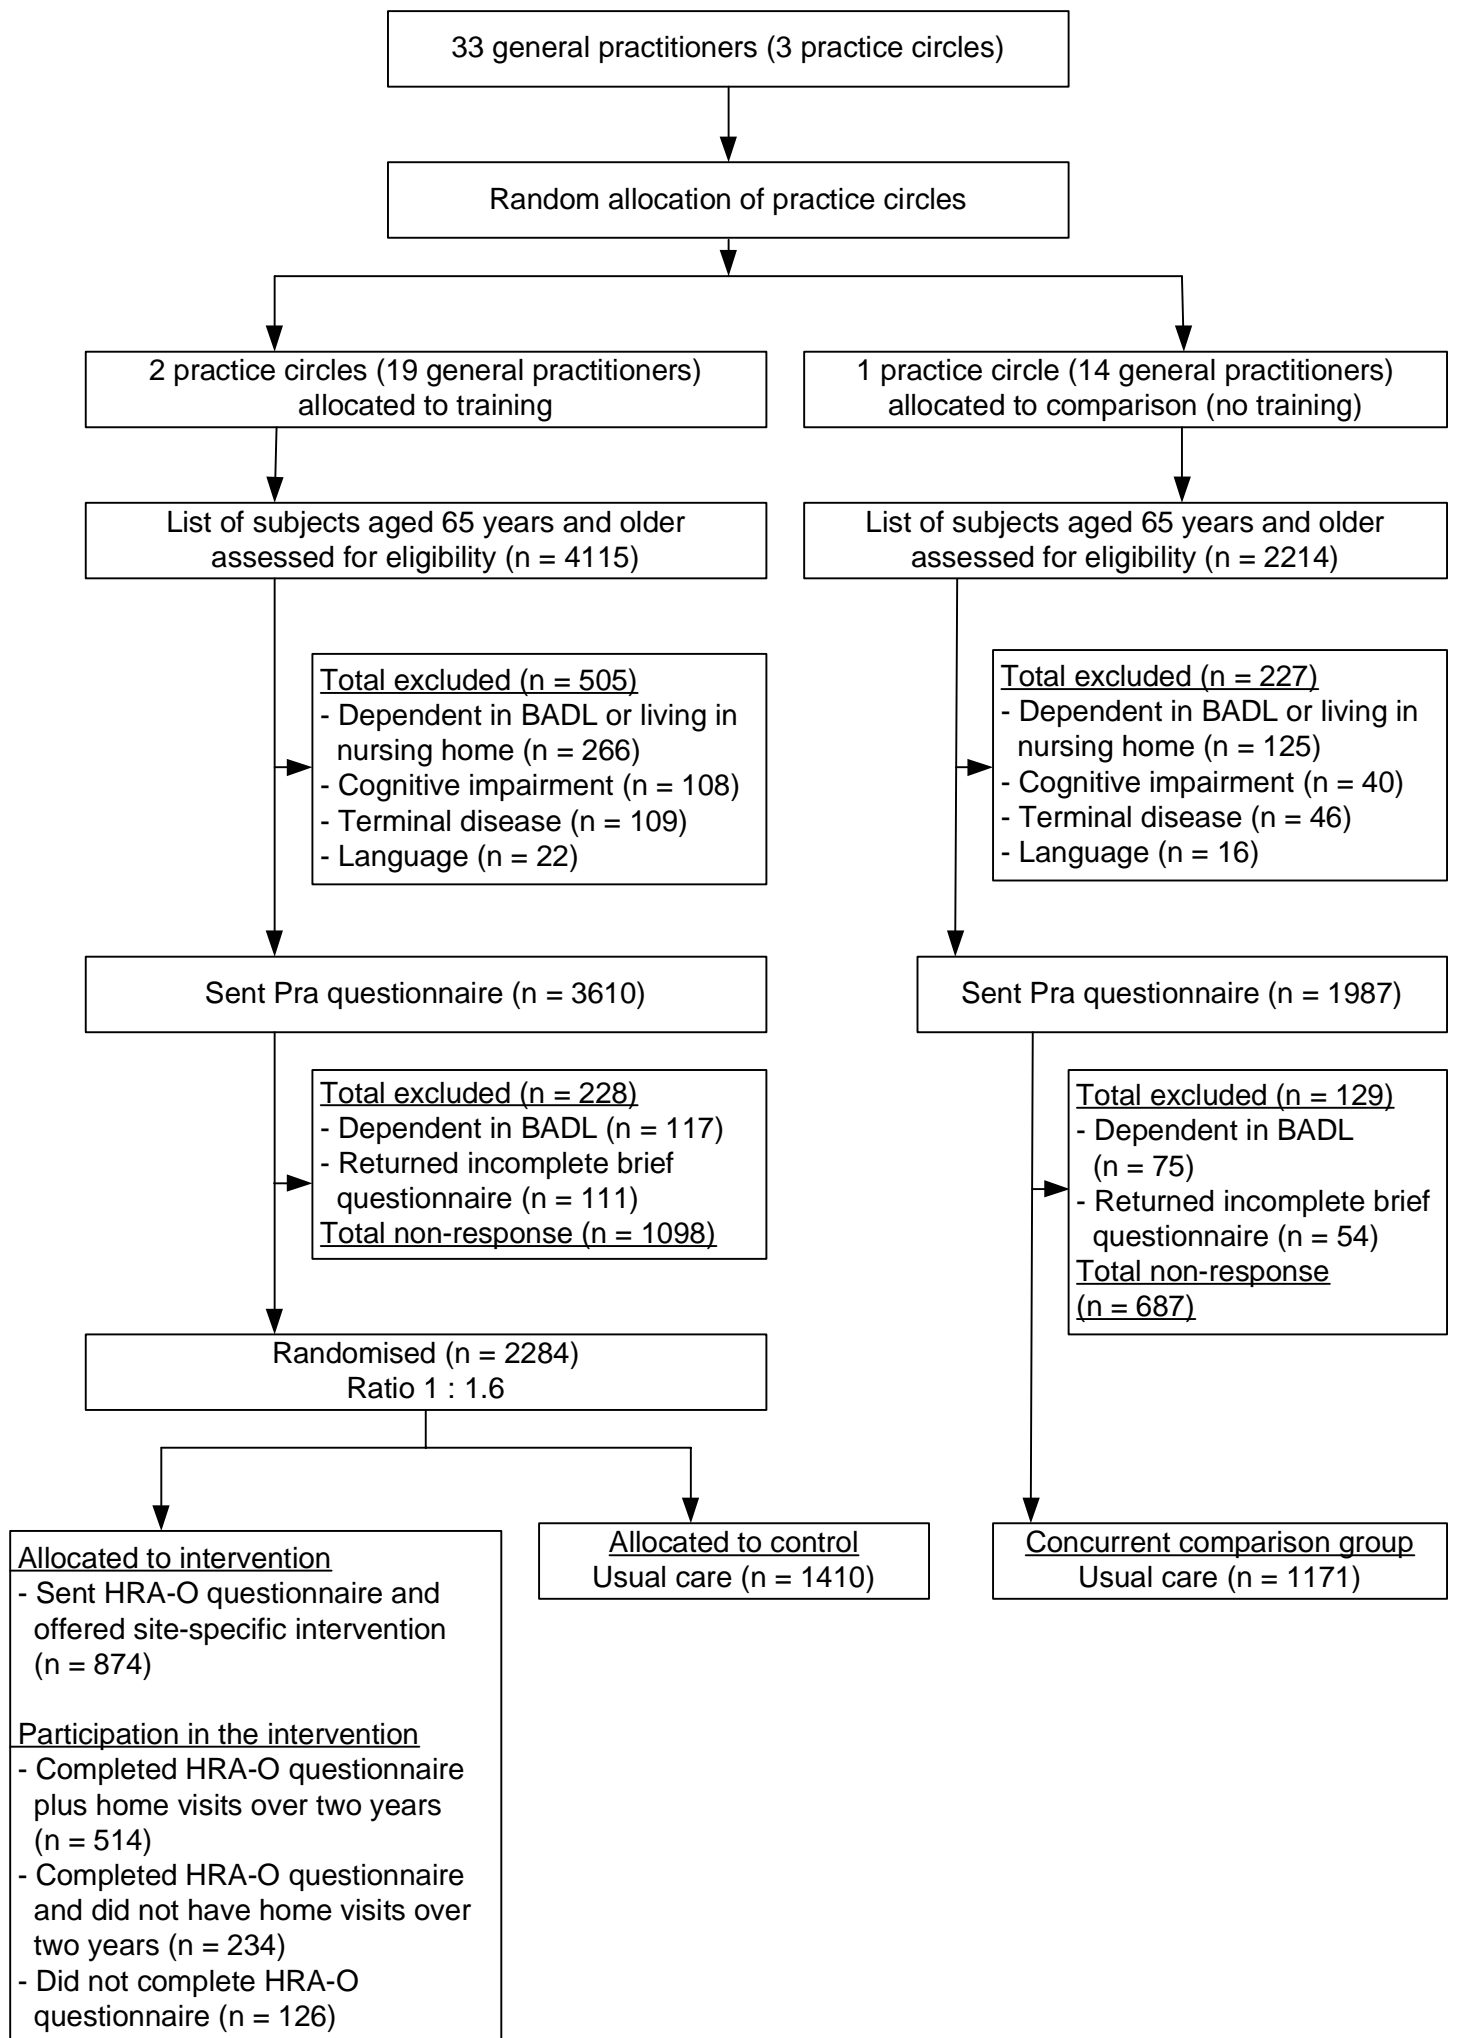 33 general practitioners (3 practice circles)
Random allocation of practice circles
2 practice circles (19 general practitioners)
allocated to training
1 practice circle (14 general practitioners)
allocated to comparison (no training)
List of subjects aged 65 years and older
assessed for eligibility (n = 4115)
List of subjects aged 65 years and older
assessed for eligibility (n = 2214)
Total excluded (n = 505)
- Dependent in BADL or living in
nursing home (n = 266)
- Cognitive impairment (n = 108)
- Terminal disease (n = 109)
- Language (n = 22)
Total excluded (n = 227)
- Dependent in BADL or living in
nursing home (n = 125)
- Cognitive impairment (n = 40)
- Terminal disease (n = 46)
- Language (n = 16)
Sent Pra questionnaire (n = 3610)
Sent Pra questionnaire (n = 1987)
Total excluded (n = 228)
- Dependent in BADL (n = 117)
- Returned incomplete brief
questionnaire (n = 111)
Total non-response (n = 1098)
Total excluded (n = 129)
- Dependent in BADL
(n = 75)
- Returned incomplete brief
questionnaire (n = 54)
Total non-response
(n = 687)
Randomised (n = 2284)
Ratio 1 : 1.6
Allocated to intervention
- Sent HRA-O questionnaire and
offered site-specific intervention
(n = 874)
Participation in the intervention
- Completed HRA-O questionnaire
plus home visits over two years
(n = 514)
- Completed HRA-O questionnaire
and did not have home visits over
two years (n = 234)
- Did not complete HRA-O
questionnaire (n = 126)
Allocated to control
Usual care (n = 1410)
Concurrent comparison group
Usual care (n = 1171)